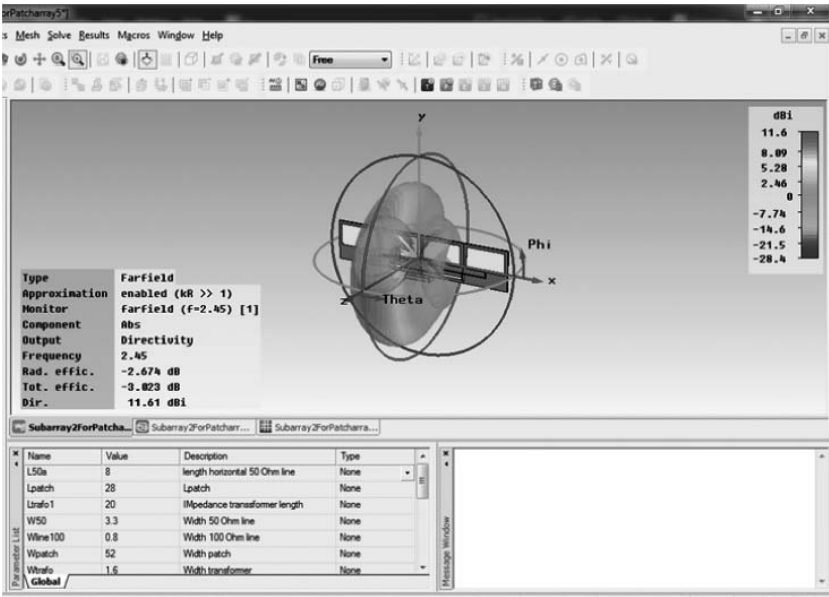 orPatcharray5*]
s Mesh Solve Results Macros Window Help
Free
dBi
11.6
8.09
5.28
2.46
0
-7.74
-14.6
-21.5
-28.4
y
Phi
x
z
Theta
Type Farfield
Approximation enabled (kR >> 1)
Monitor farfield (f=2.45) [1]
Component Abs
Output Directivity
Frequency 2.45
Rad. effic. -2.674 dB
Tot. effic. -3.023 dB
Dir. 11.61 dBi
Subarray2ForPatcha... Subarray2ForPatcharr... Subarray2ForPatcharra...
Name Value Description Type
L50a 8 length horizontal 50 Ohm line None
Lpatch 28 Lpatch None
Ltrafo1 20 IMpedance transsformer length None
W50 3.3 Width 50 Ohm line None
Wline100 0.8 Width 100 Ohm line None
Wpatch 52 Width patch None
Wtrafo 1.6 Width transformer None
Global
Parameter List
Message Window